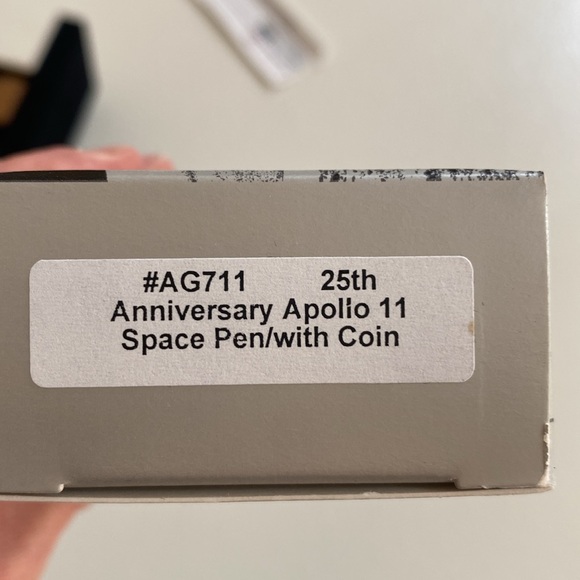 #AG711 25th
Anniversary Apollo 11
Space Pen/with Coin